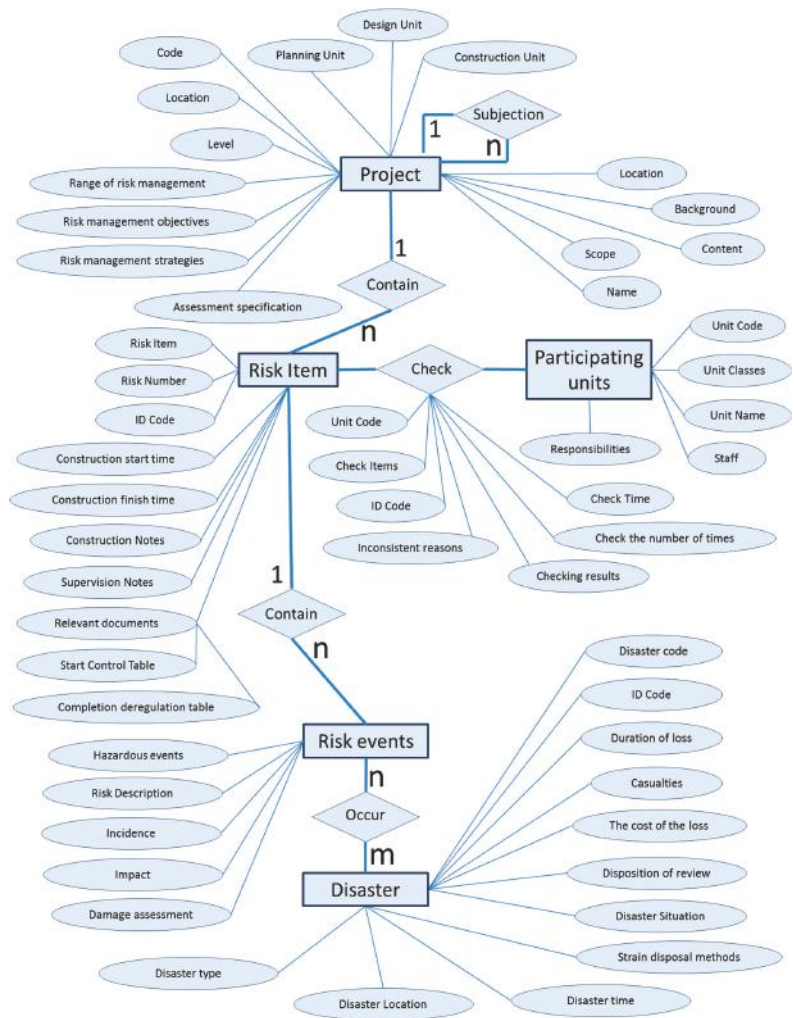 Design Unit
Planning Unit
Construction Unit
Code
Location
Level
Range of risk management
Risk management objectives
Risk management strategies
Assessment specification
Subjection
1
n
Project
Location
Background
Content
Scope
Name
1
Contain
n
Risk Item
Risk Number
ID Code
Risk Item
Check
Participating
units
Unit Code
Unit Classes
Unit Name
Staff
Responsibilities
Unit Code
Check Items
ID Code
Inconsistent reasons
Check Time
Check the number of times
Checking results
Construction start time
Construction finish time
Construction Notes
Supervision Notes
Relevant documents
Start Control Table
Completion deregulation table
1
Contain
n
Risk events
Hazardous events
Risk Description
Incidence
Impact
Damage assessment
n
Occur
m
Disaster
Disaster code
ID Code
Duration of loss
Casualties
The cost of the loss
Disposition of review
Disaster Situation
Strain disposal methods
Disaster type
Disaster Location
Disaster time